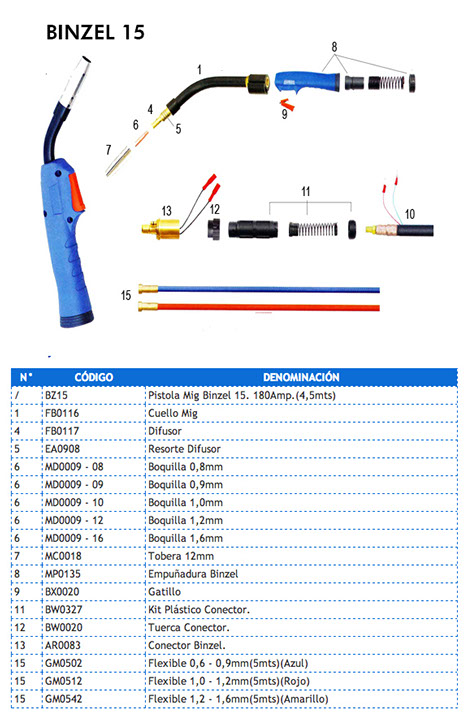 BINZEL 15
8
1
9
4
6
5
7
11
13
12
10
15
N° CÓDIGO DENOMINACIÓN
/ BZ15 Pistola Mig Binzel 15. 180Amp.(4,5mts)
1 FB0116 Cuello Mig
4 FB0117 Difusor
5 EA0908 Resorte Difusor
6 MD0009 - 08 Boquilla 0,8mm
6 MD0009 - 09 Boquilla 0,9mm
6 MD0009 - 10 Boquilla 1,0mm
6 MD0009 - 12 Boquilla 1,2mm
6 MD0009 - 16 Boquilla 1,6mm
7 MC0018 Tobera 12mm
8 MP0135 Empuñadura Binzel
9 BX0020 Gatillo
11 BW0327 Kit Plástico Conector.
12 BW0020 Tuerca Conector.
13 AR0083 Conector Binzel.
15 GM0502 Flexible 0,6 - 0,9mm(5mts)(Azul)
15 GM0512 Flexible 1,0 - 1,2mm(5mts)(Rojo)
15 GM0542 Flexible 1,2 - 1,6mm(5mts)(Amarillo)